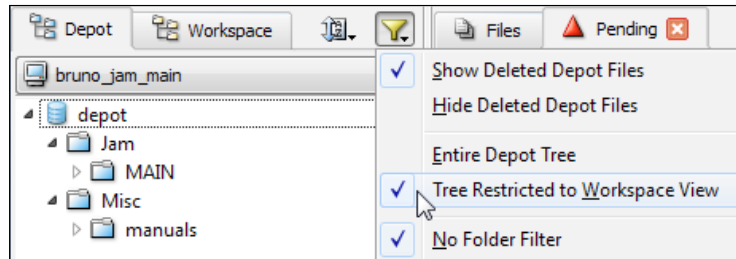 Depot Workspace Files Pending
bruno_jam_main
Show Deleted Depot Files
depot
Hide Deleted Depot Files
Jam
Entire Depot Tree
MAIN
Tree Restricted to Workspace View
Misc
manuals
No Folder Filter